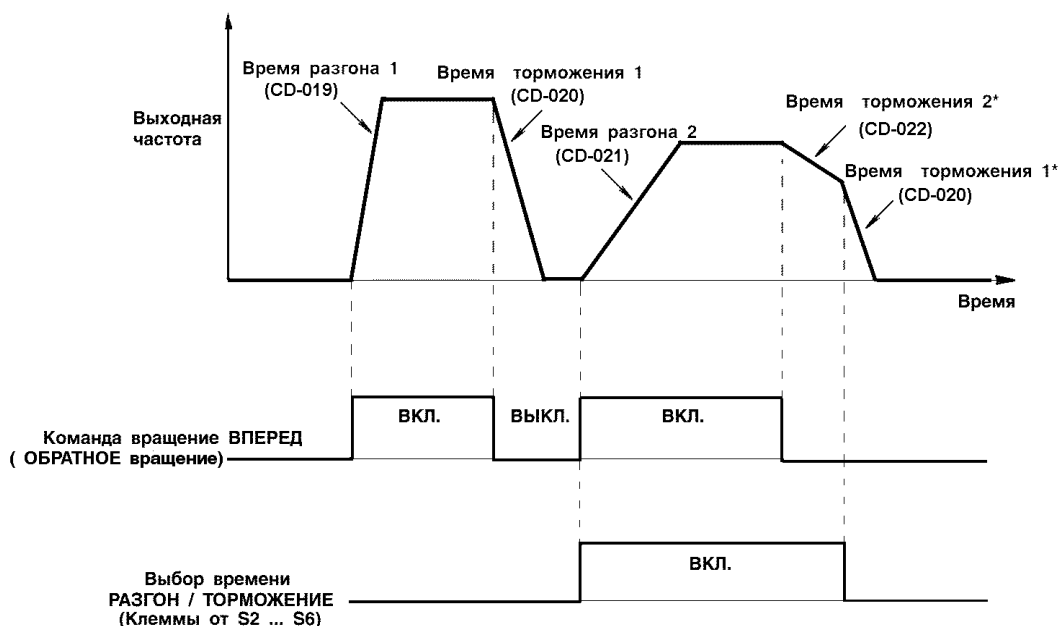 Время разгона 1
(CD-019)
Время торможения 1
(CD-020)
Время торможения 2*
(CD-022)
Выходная
частота
Время разгона 2
(CD-021)
Время торможения 1*
(CD-020)
Время
ВКЛ.
ВЫКЛ.
ВКЛ.
Команда вращение ВПЕРЕД
( ОБРАТНОЕ вращение)
ВКЛ.
Выбор времени
РАЗГОН / ТОРМОЖЕНИЕ
(Клеммы от S2 ... S6)